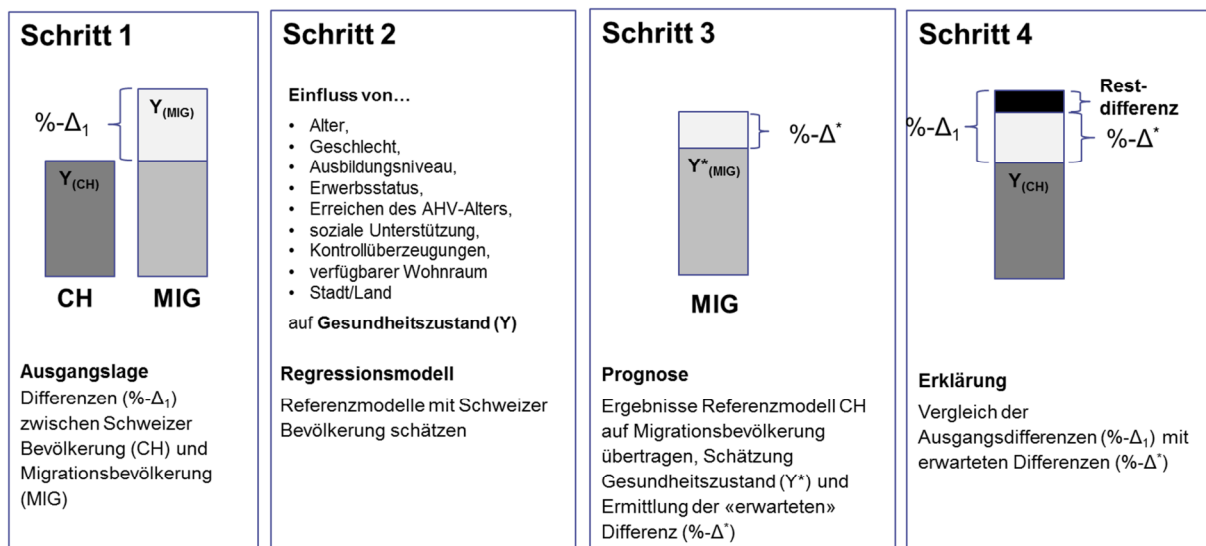 Schritt 1
Y(MIG)
%-Δ1
Y(CH)
CH
MIG
Ausgangslage
Differenzen (%-Δ1)
zwischen Schweizer
Bevölkerung (CH) und
Migrationsbevölkerung
(MIG)
Schritt 2
Einfluss von…
• Alter,
• Geschlecht,
• Ausbildungsniveau,
• Erwerbsstatus,
• Erreichen des AHV-Alters,
• soziale Unterstützung,
• Kontrollüberzeugungen,
• verfügbarer Wohnraum
• Stadt/Land
auf Gesundheitszustand (Y)
Regressionsmodell
Referenzmodelle mit Schweizer
Bevölkerung schätzen
Schritt 3
%-Δ*
Y*(MIG)
MIG
Prognose
Ergebnisse Referenzmodell CH
auf Migrationsbevölkerung
übertragen, Schätzung
Gesundheitszustand (Y*) und
Ermittlung der «erwarteten»
Differenz (%-Δ*)
Schritt 4
Rest-
differenz
%-Δ1
%-Δ*
Y(CH)
Erklärung
Vergleich der
Ausgangsdifferenzen (%-Δ1) mit
erwarteten Differenzen (%-Δ*)